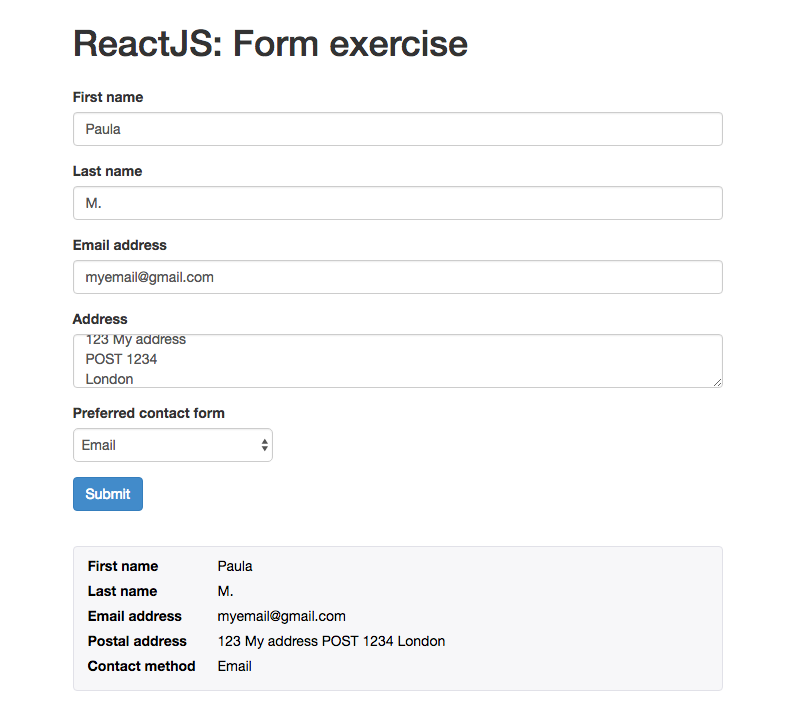 ReactJS: Form exercise
First name
Paula
Last name
M.
Email address
myemail@gmail.com
Address
123 My address
POST 1234
London
Preferred contact form
Email
Submit
First name Paula
Last name M.
Email address myemail@gmail.com
Postal address 123 My address POST 1234 London
Contact method Email